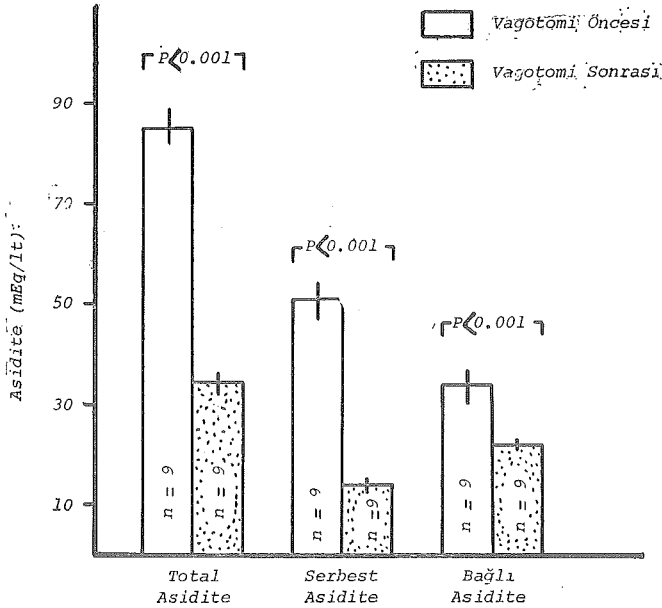 Vagotomi Öncesi
Vagotomi Sonrası
P<0.001
P<0.001
P<0.001
90
70
50
30
10
Asidite (mEq/lt)
n = 9
n = 9
n = 9
n =9
n = 9
n = 9
Total Asidite
Serbest Asidite
Bağlı Asidite